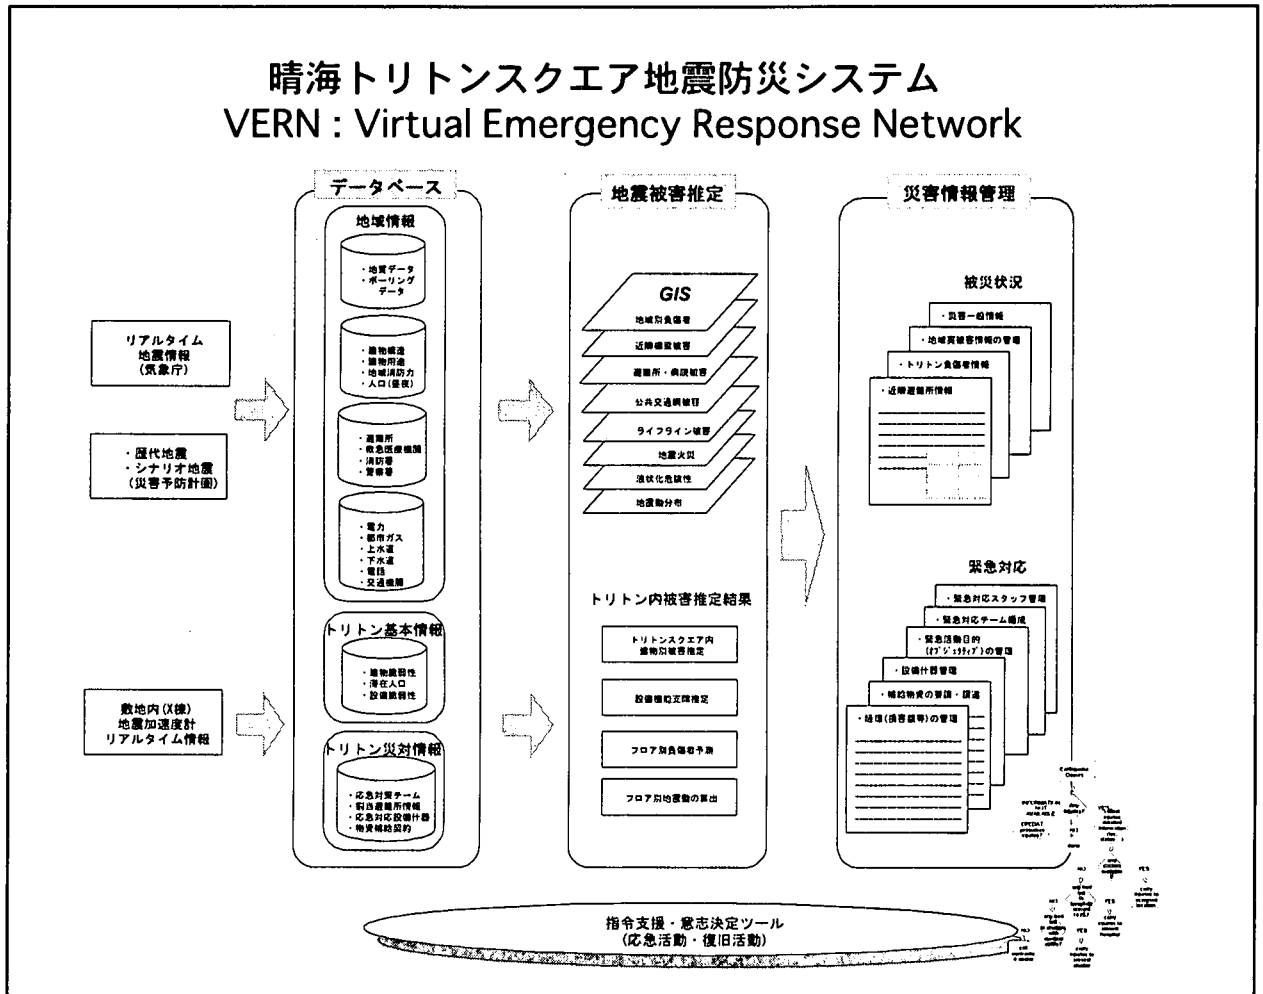 晴海トリトンスクエア地震防災システム
VERN : Virtual Emergency Response Network
リアルタイム
地震情報
(気象庁)
・歴代地震
・シナリオ地震
(災害予防計画)
敷地内(X棟)
地震加速度計
リアルタイム情報
データベース
地域情報
・地質データ
・ボーリング
データ
・建物構造
・建物用途
・地域消防力
・人口(昼夜)
・避難所
・救急医療機関
・消防署
・警察署
・電力
・都市ガス
・上水道
・下水道
・電話
・交通機関
トリトン基本情報
・建物脆弱性
・滞在人口
・設備脆弱性
トリトン災対情報
・応急対策チーム
・割当避難所情報
・応急対応設備什器
・物資補給契約
地震被害推定
GIS
地域別負傷者
近隣構築被害
避難所・病院被害
公共交通網被害
ライフライン被害
地震火災
液状化危険性
地震動分布
トリトン内被害推定結果
トリトンスクエア内
建物別被害推定
設備機能支障推定
フロア別負傷者予測
フロア別地震動の算出
災害情報管理
被災状況
・災害一般情報
・地域実被害情報の管理
・トリトン負傷者情報
・近隣避難所情報
緊急対応
・緊急対応スタッフ管理
・緊急対応チーム編成
・緊急活動目的
(オブジェクティブ)の管理
・設備什器管理
・補給物資の要請・調達
・経理(損害額等)の管理
指令支援・意志決定ツール
(応急活動・復旧活動)
Earthquake
Occurs
YES
NO
YES
NO
YES
NO
YES
NO